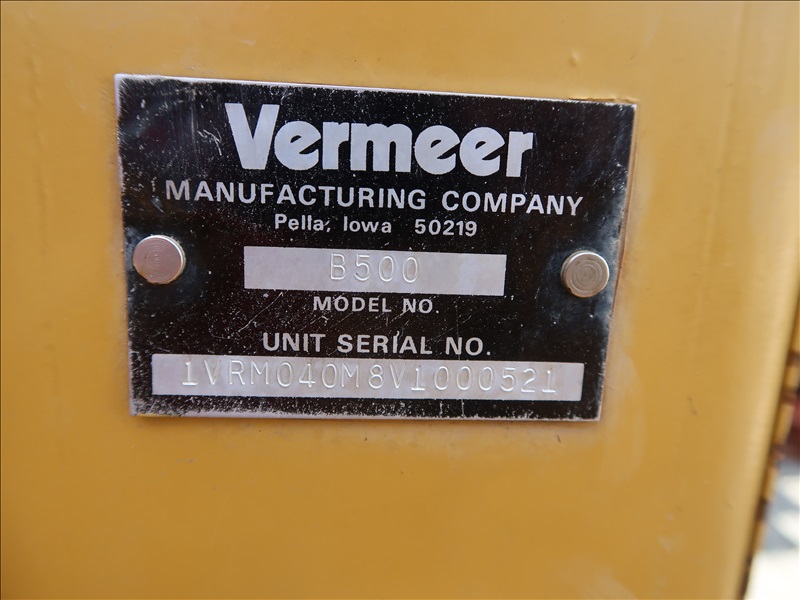 Vermeer
MANUFACTURING COMPANY
Pella, Iowa 50219
B500
MODEL NO.
UNIT SERIAL NO.
1VRM040M8V1000521